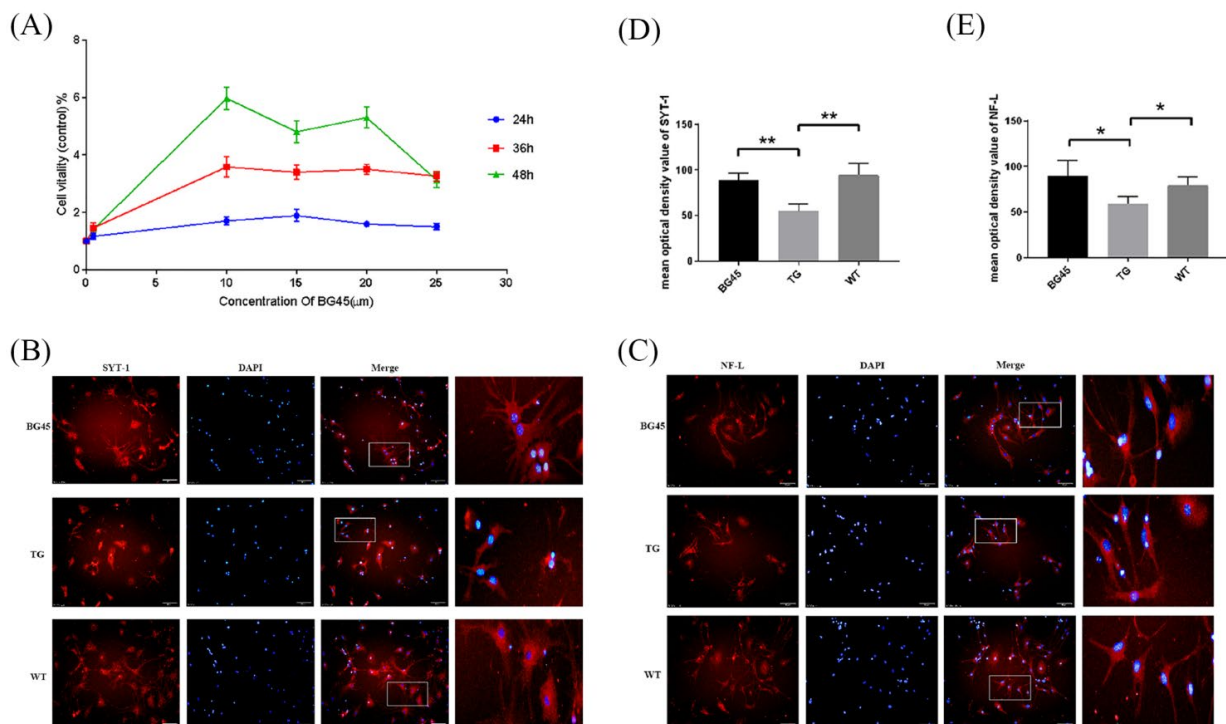 (A)
Cell vitality (control) %
8
6
4
2
0
0
5
10
15
20
25
30
Concentration Of BG45(μm)
24h
36h
48h
(D)
mean optical density value of SYT-1
150
100
50
0
**
**
BG45
TG
WT
(E)
mean optical density value of NF-L
150
100
50
0
*
*
BG45
TG
WT
(B)
SYT-1 DAPI Merge
BG45
TG
WT
(C)
NF-L DAPI Merge
BG45
TG
WT